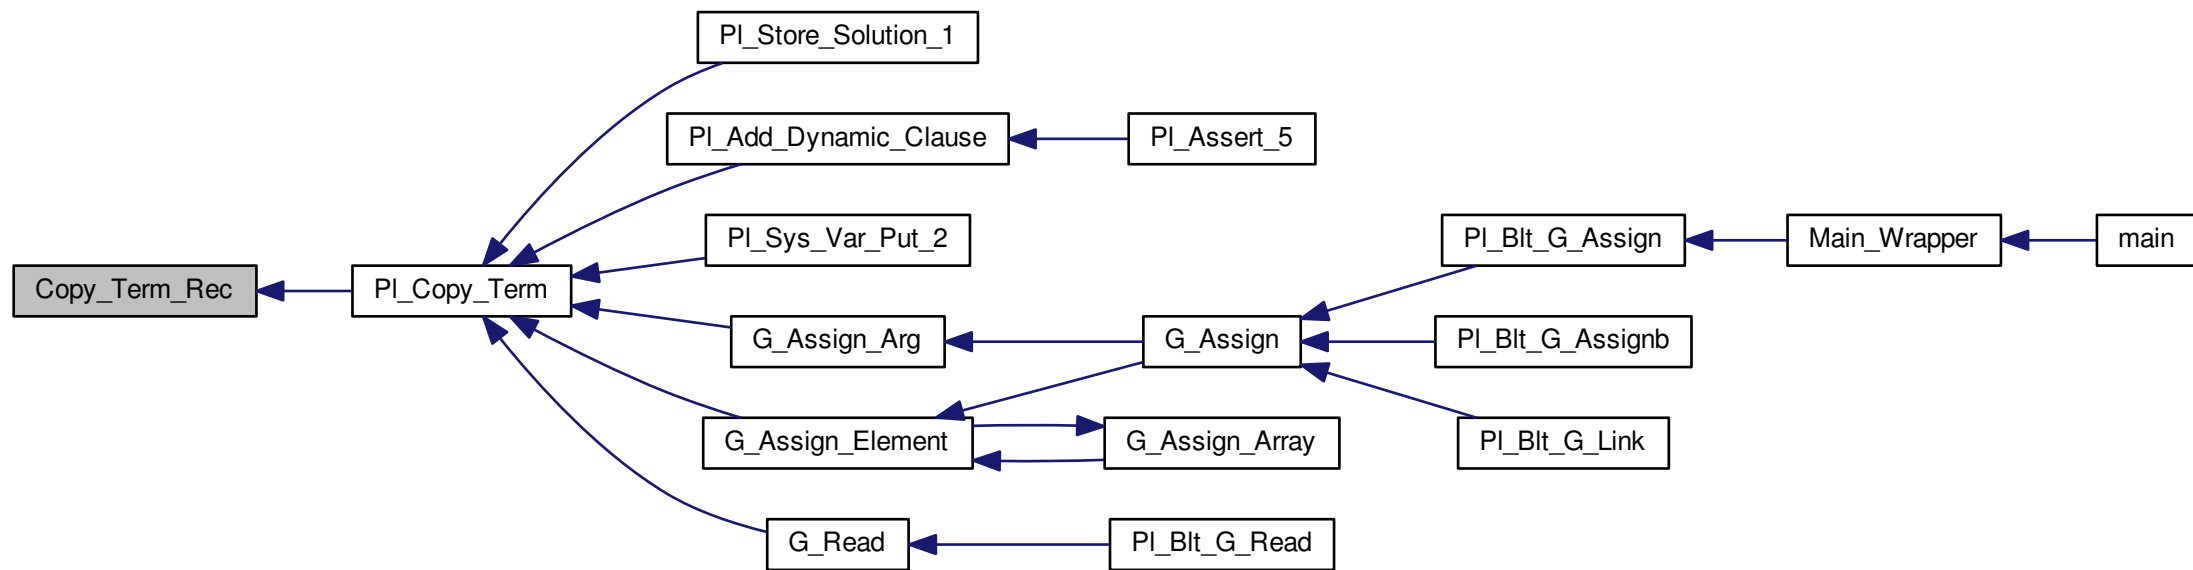 Pl_Store_Solution_1
Pl_Add_Dynamic_Clause
Pl_Assert_5
Pl_Sys_Var_Put_2
Pl_Blt_G_Assign
Main_Wrapper
main
Copy_Term_Rec
Pl_Copy_Term
G_Assign_Arg
G_Assign
Pl_Blt_G_Assignb
G_Assign_Element
G_Assign_Array
Pl_Blt_G_Link
G_Read
Pl_Blt_G_Read